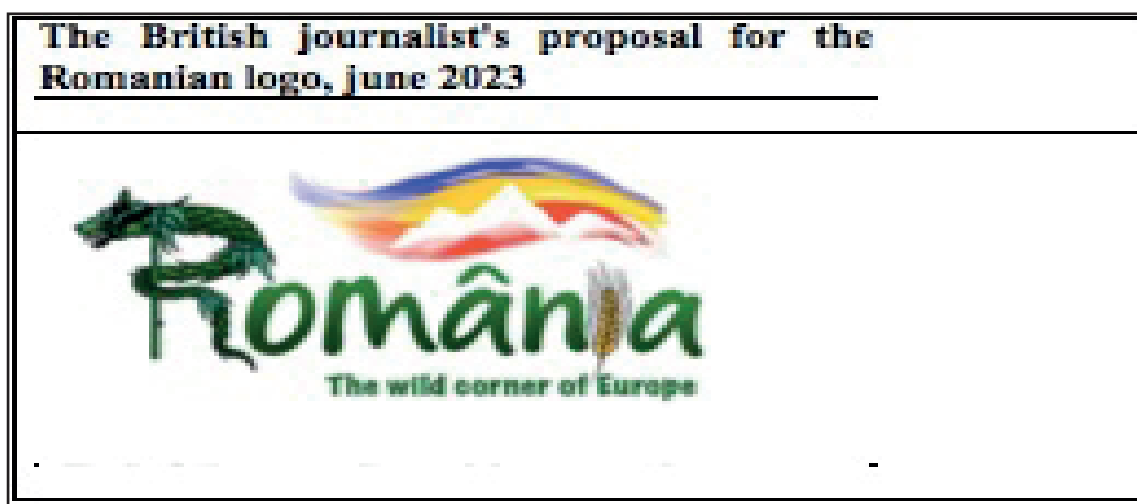 The British journalist's proposal for the
Romanian logo, june 2023
România
The wild corner of Europe